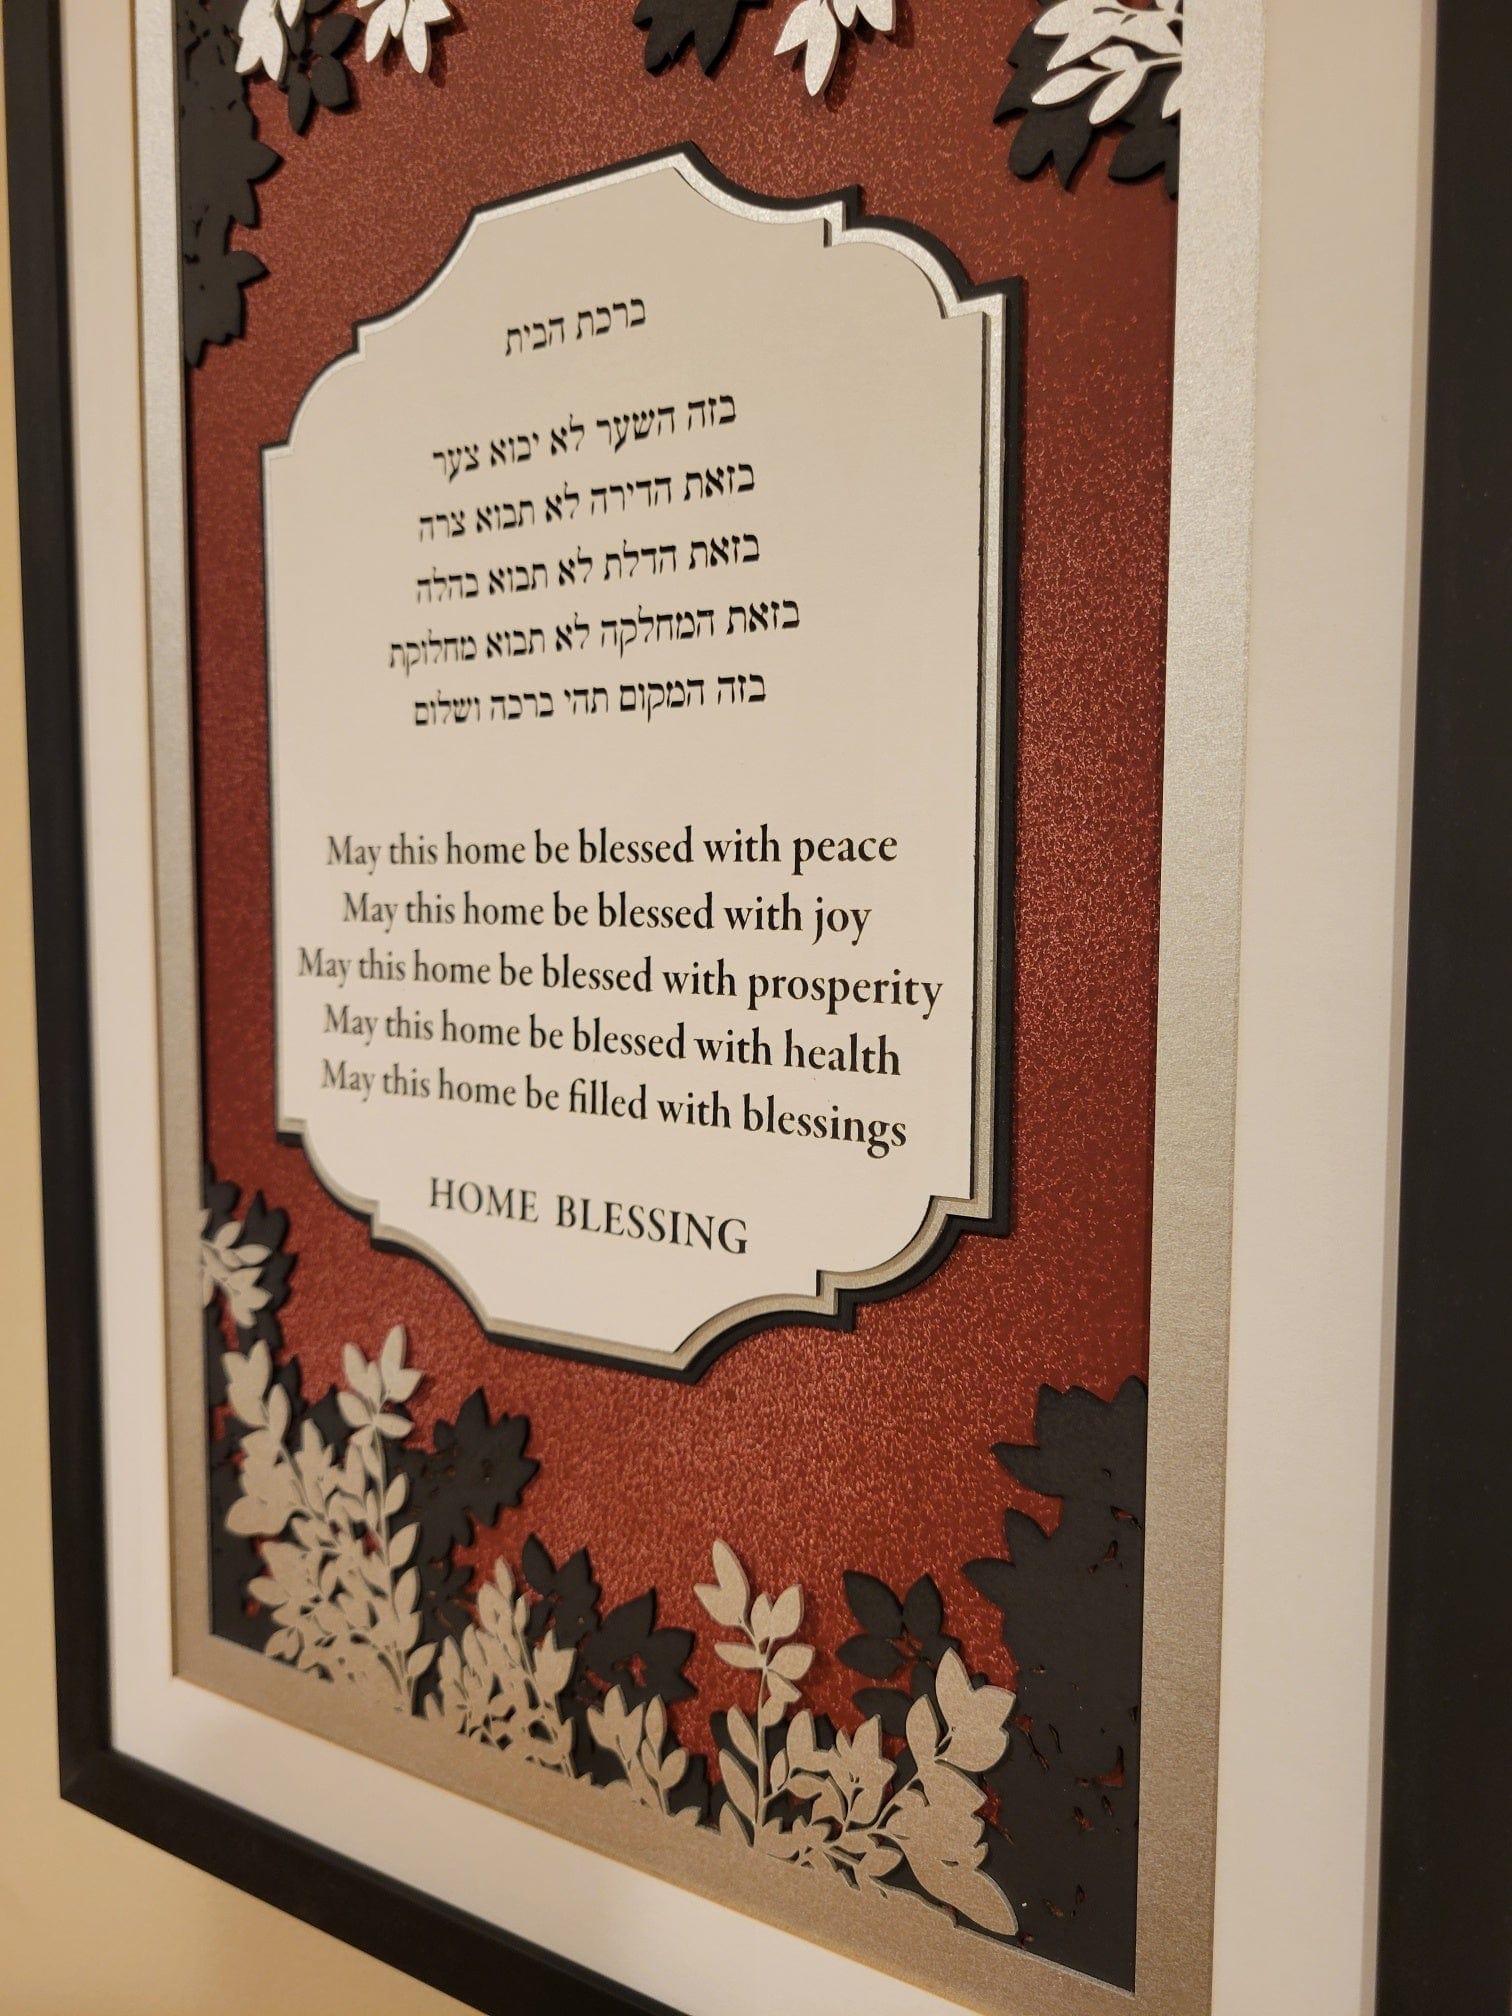 ברכת הבית
בזה השער לא יבוא צער
בזאת הדירה לא תבוא צרה
בזאת הדלת לא תבוא בהלה
בזאת המחלקה לא תבוא מחלוקת
בזה המקום תהי ברכה ושלום
May this home be blessed with peace
May this home be blessed with joy
May this home be blessed with prosperity
May this home be blessed with health
May this home be filled with blessings
HOME BLESSING